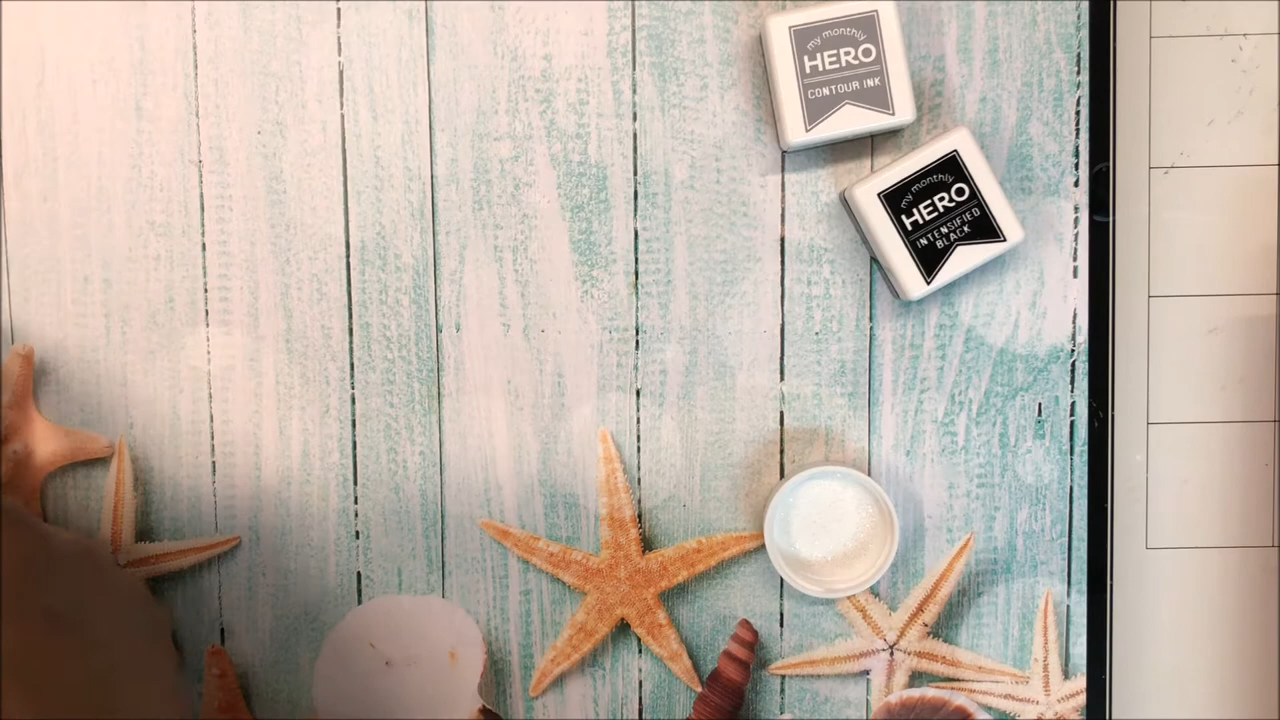 my monthly
HERO
CONTOUR INK
my monthly
HERO
INTENSIFIED
BLACK